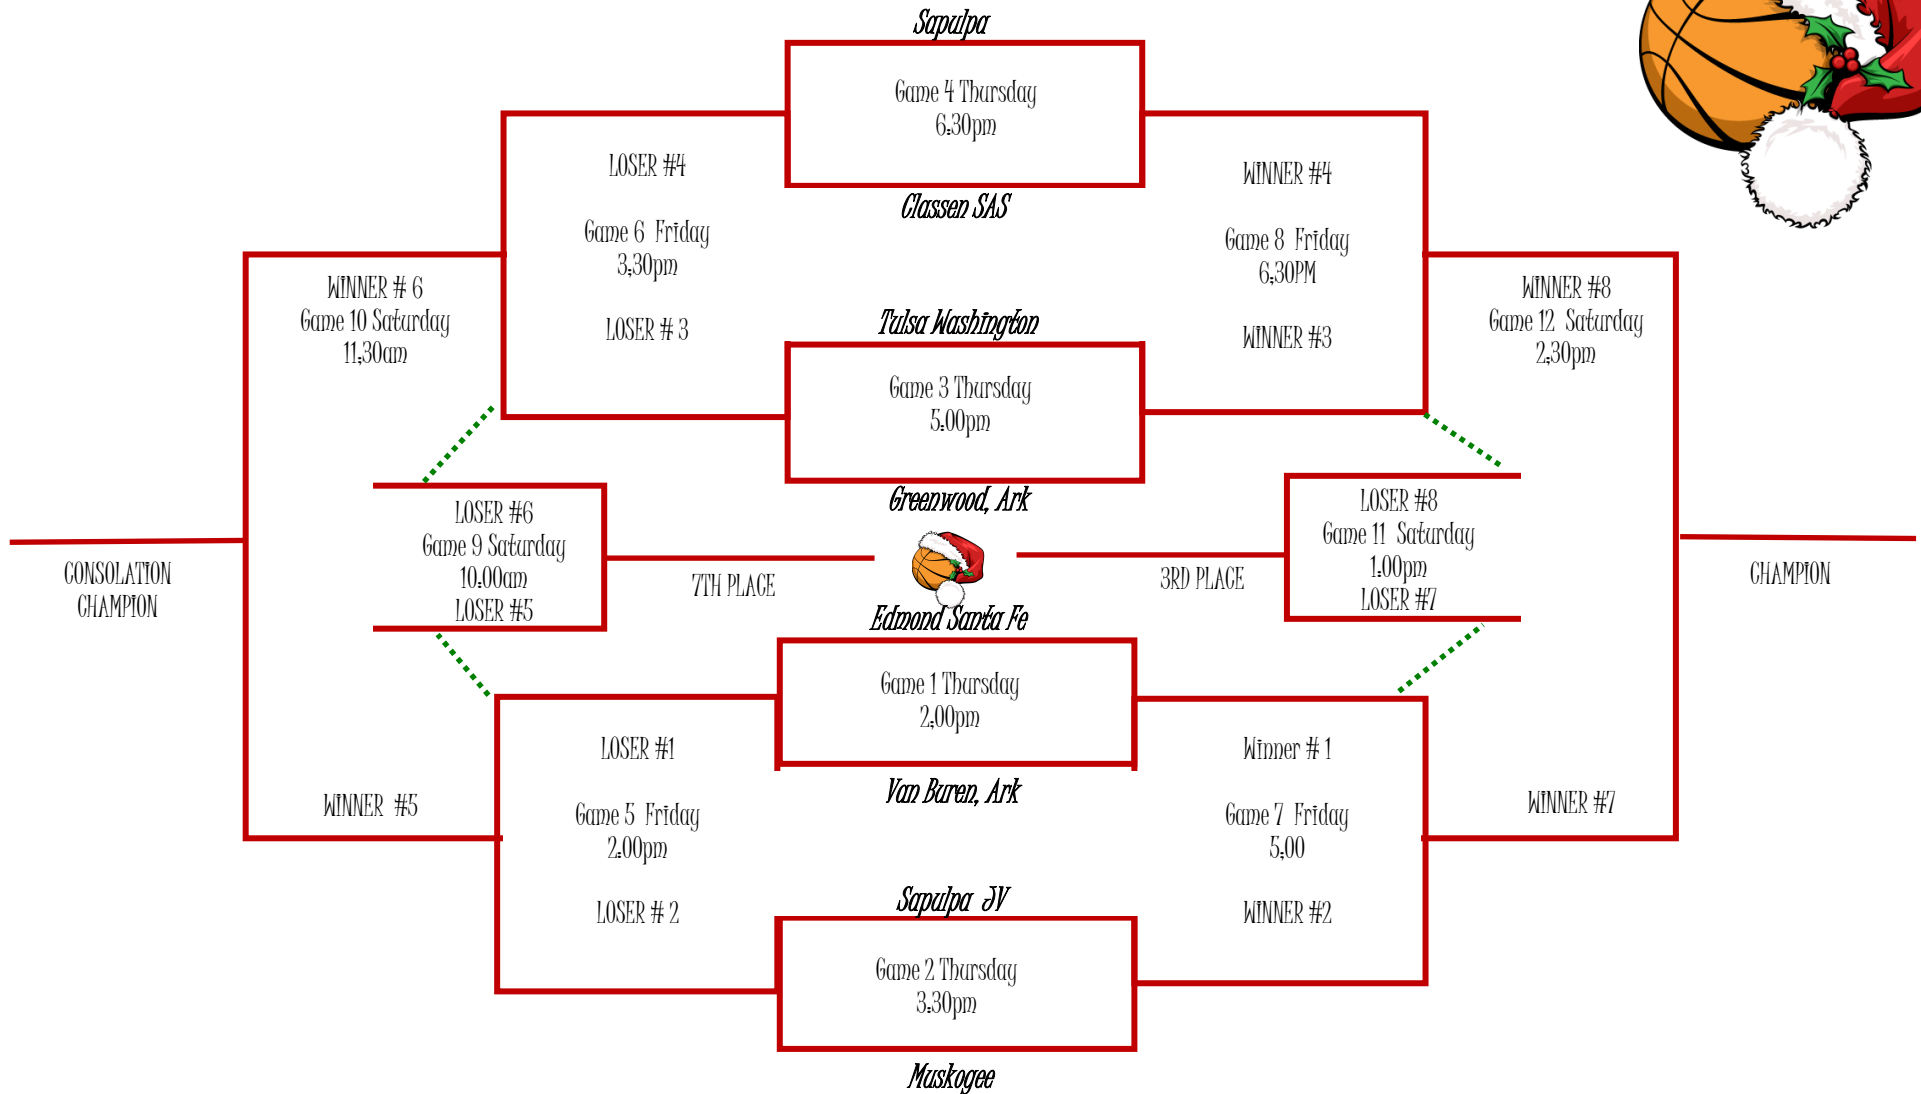 Sapulpa
Game 4 Thursday
6:30pm
Classen SAS
LOSER #4
Game 6 Friday
3;30pm
LOSER # 3
WINNER #4
Game 8 Friday
6;30PM
WINNER #3
WINNER # 6
Game 10 Saturday
11;30am
WINNER #8
Game 12 Saturday
2;30pm
Tulsa Washington
Game 3 Thursday
5:00pm
Greenwood, Ark
LOSER #6
Game 9 Saturday
10:00am
LOSER #5
7TH PLACE
CONSOLATION
CHAMPION
LOSER #8
Game 11 Saturday
1:00pm
LOSER #7
3RD PLACE
CHAMPION
Edmond Santa Fe
Game 1 Thursday
2;00pm
Van Buren, Ark
LOSER #1
Game 5 Friday
2:00pm
LOSER # 2
Winner # 1
Game 7 Friday
5;00
WINNER #2
WINNER #5
WINNER #7
Sapulpa JV
Game 2 Thursday
3:30pm
Muskogee